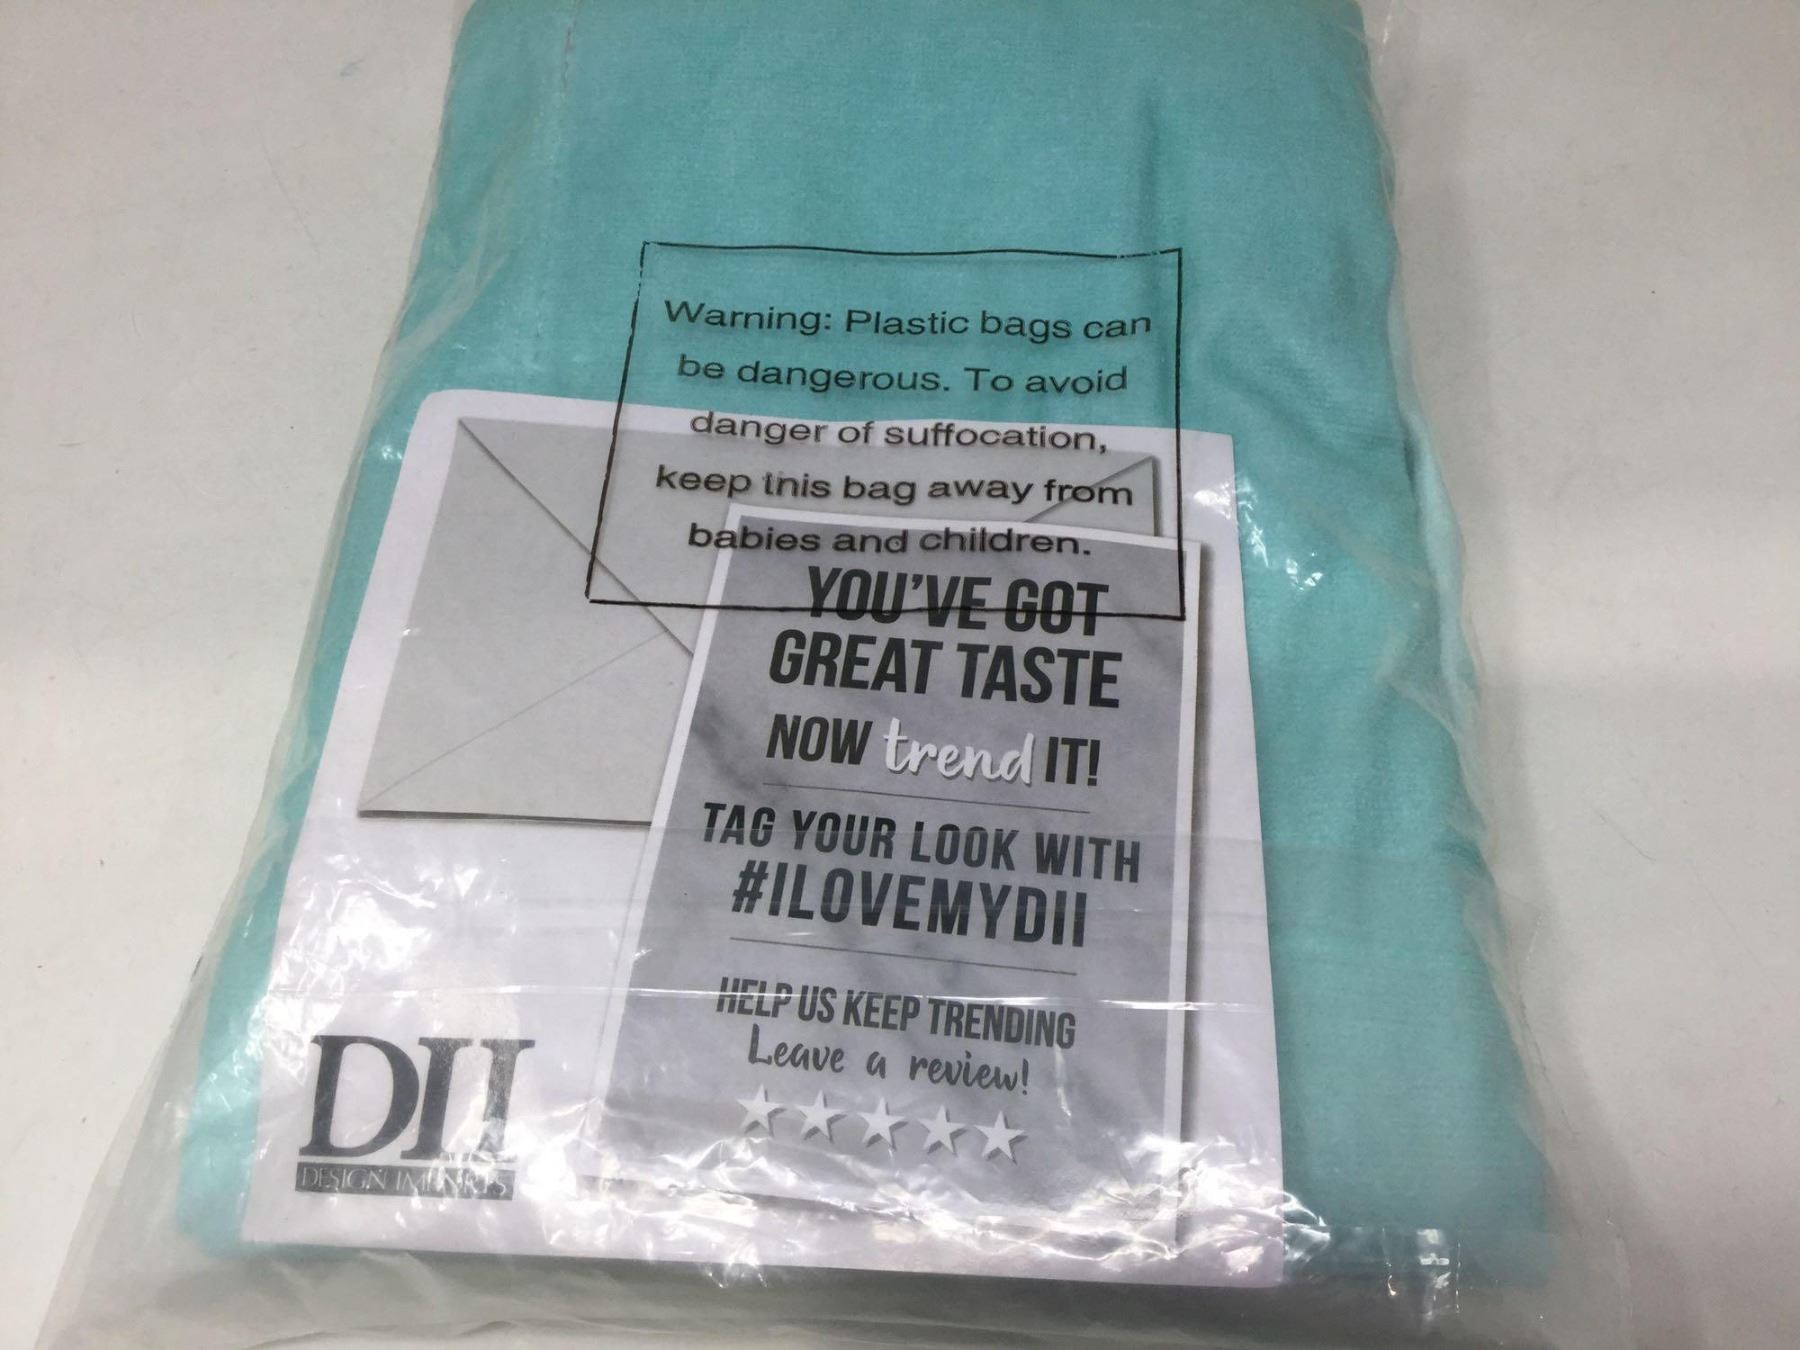 Warning: Plastic bags can
be dangerous. To avoid
danger of suffocation,
keep this bag away from
babies and children.
YOU'VE GOT
GREAT TASTE
NOW trend IT!
TAG YOUR LOOK WITH
#ILOVEMYDII
HELP US KEEP TRENDING
Leave a review!
DII
DESIGN IMPORTS